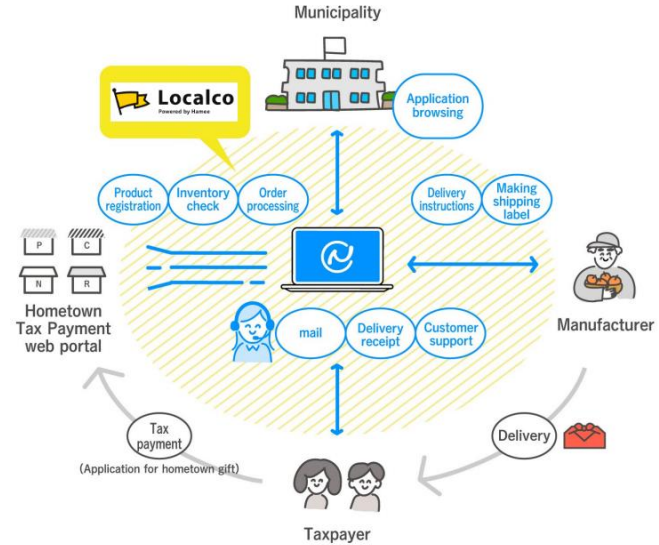 Municipality
Localco
Powered by Hamee
Application
browsing
Product
registration
Inventory
check
Order
processing
Delivery
instructions
Making
shipping
label
P
C
N
R
Hometown
Tax Payment
web portal
Manufacturer
mail
Delivery
receipt
Customer
support
Tax
payment
(Application for hometown gift)
Delivery
Taxpayer